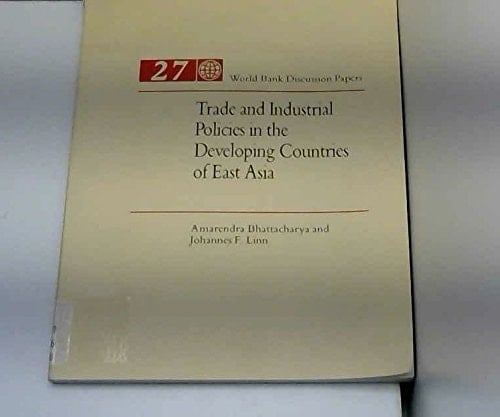 27 World Bank Discussion Papers
Trade and Industrial
Policies in the
Developing Countries
of East Asia
Amarendra Bhattacharya and
Johannes F. Linn